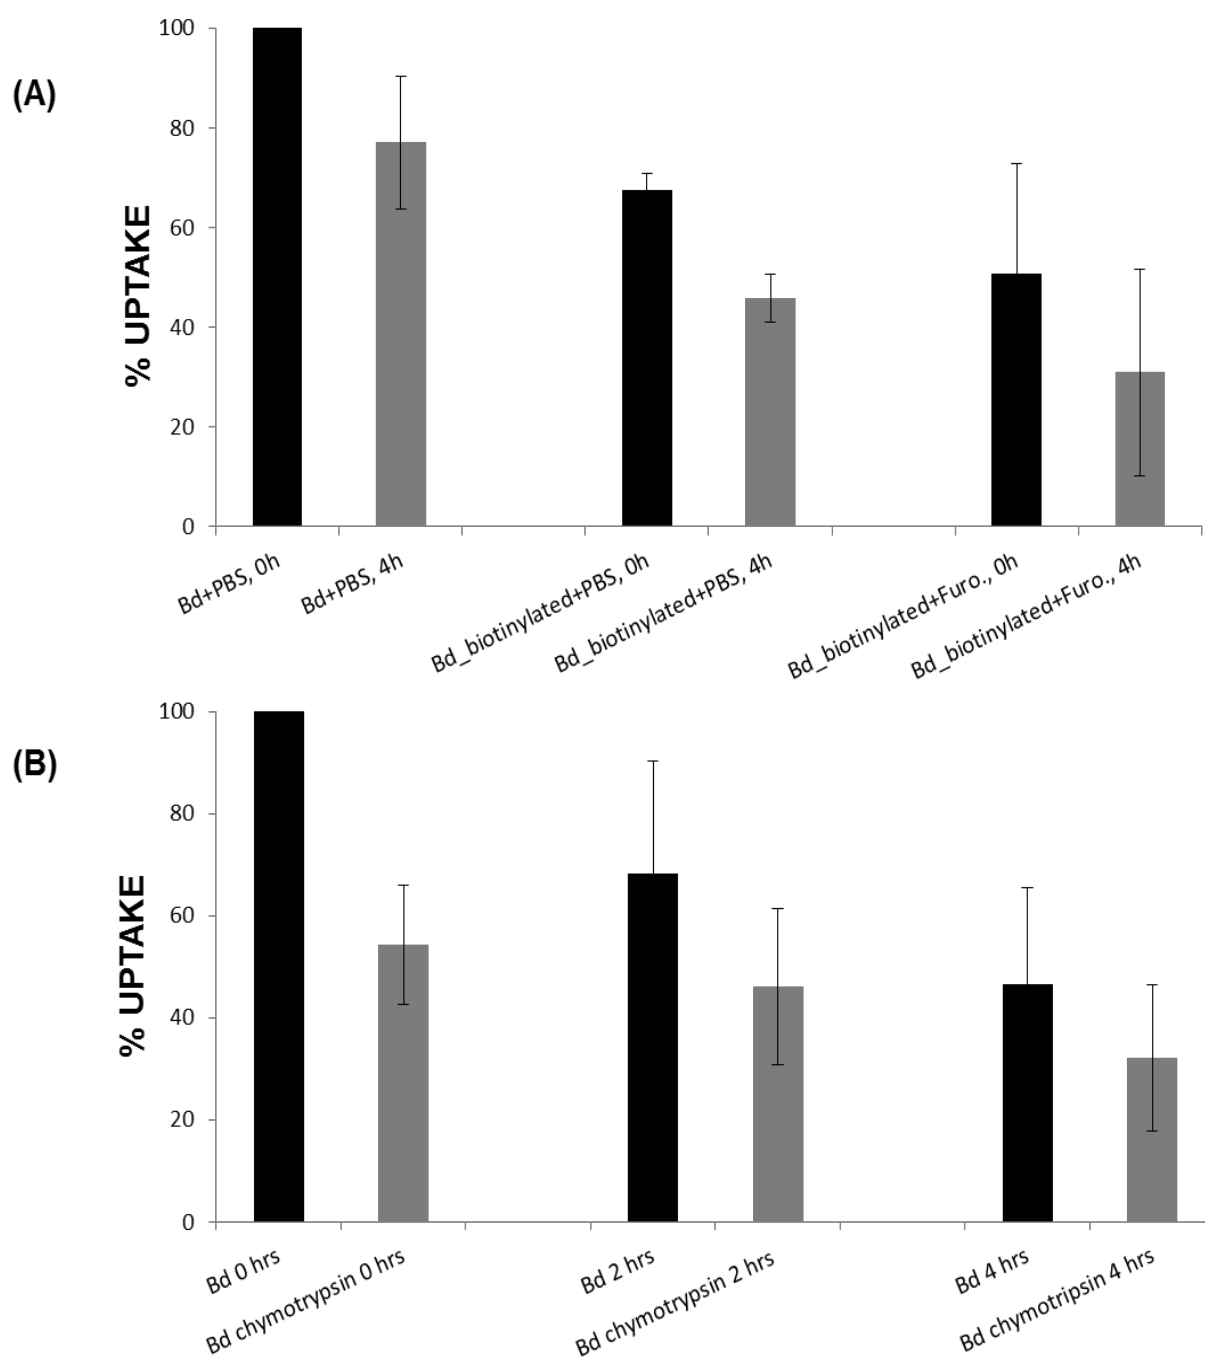 (A)
% UPTAKE
100
80
60
40
20
0
Bd+PBS, 0h
Bd+PBS, 4h
Bd_biotinylated+PBS, 0h
Bd_biotinylated+PBS, 4h
Bd_biotinylated+Furo., 0h
Bd_biotinylated+Furo., 4h
(B)
% UPTAKE
100
80
60
40
20
0
Bd 0 hrs
Bd chymotrypsin 0 hrs
Bd 2 hrs
Bd chymotrypsin 2 hrs
Bd 4 hrs
Bd chymotripsin 4 hrs